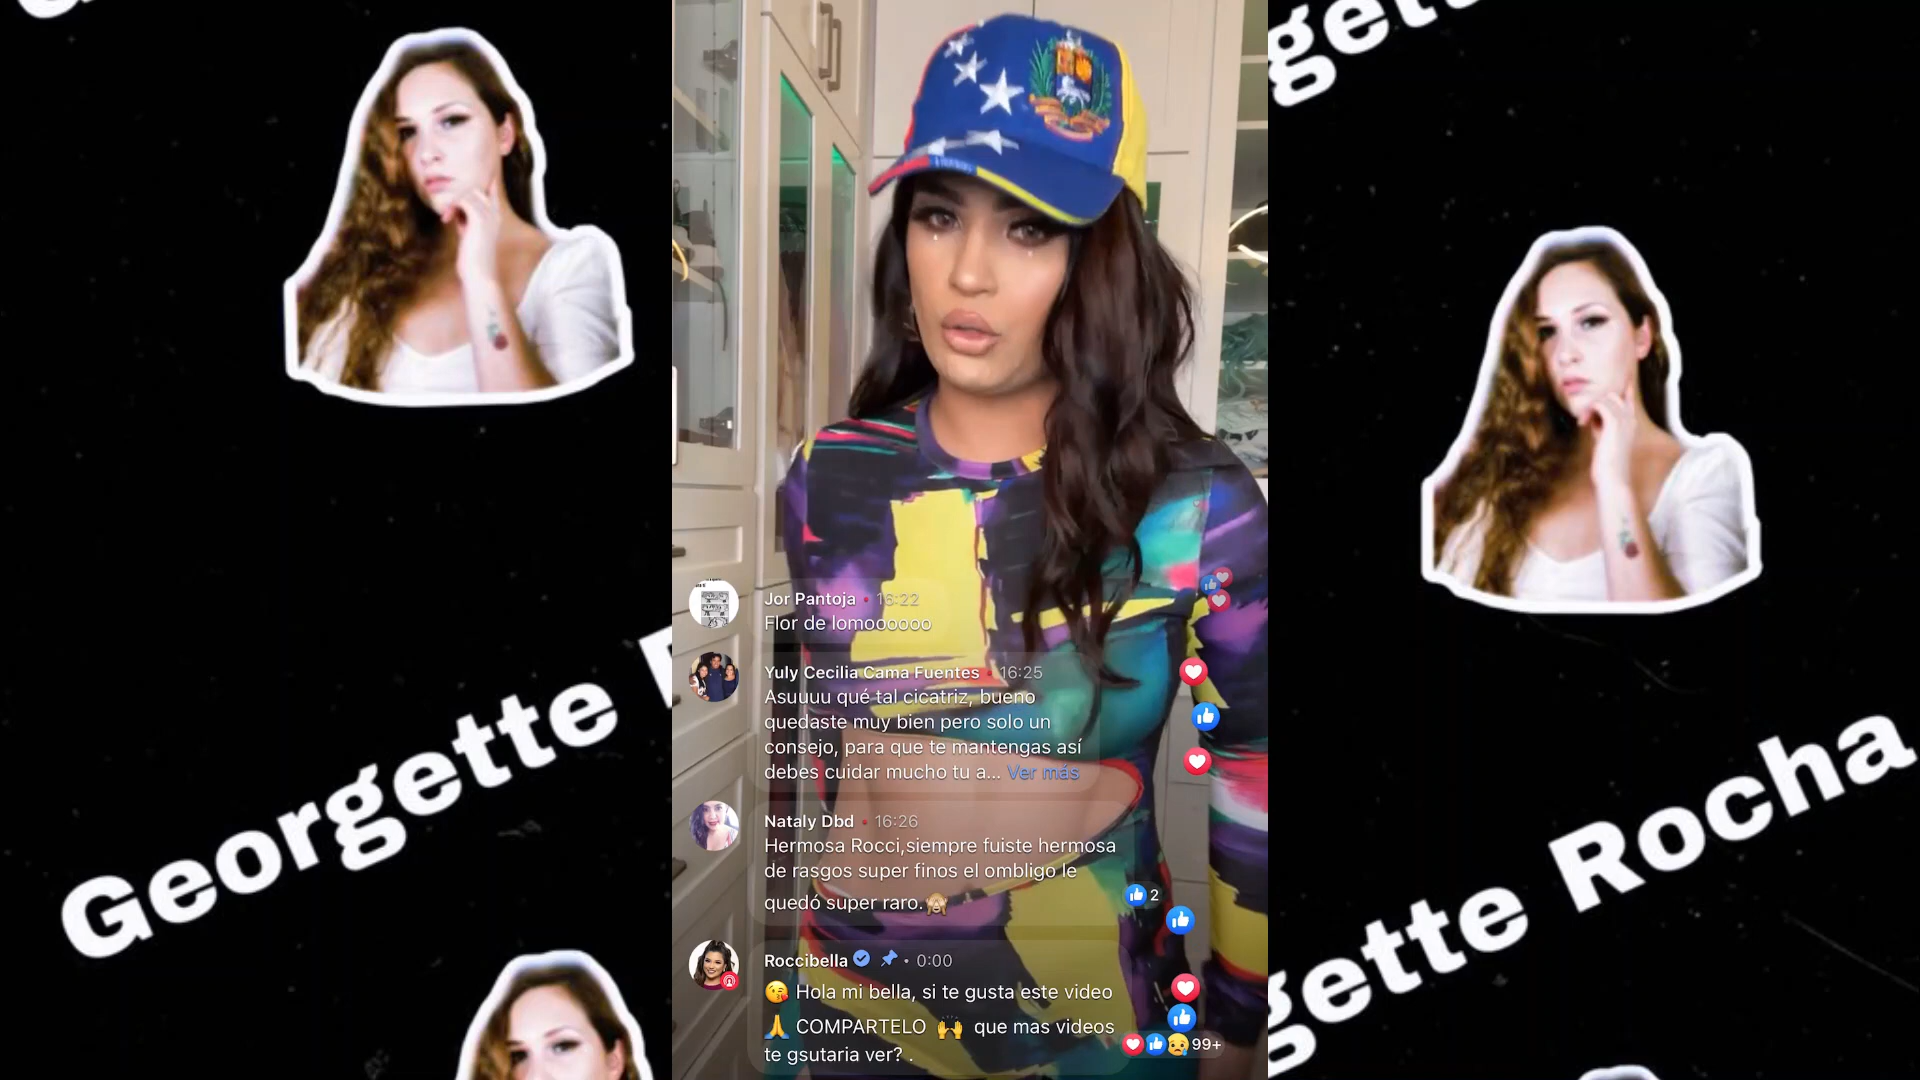 Georgette
gette
Jor Pantoja • 16:22
Flor de lomoooooo
Yuly Cecilia Cama Fuentes • 16:25
Asuuuu qué tal cicatriz, bueno
quedaste muy bien pero solo un
consejo, para que te mantengas así
debes cuidar mucho tu a... Ver más
Nataly Dbd • 16:26
Hermosa Rocci,siempre fuiste hermosa
de rasgos super finos el ombligo le
quedó super raro.🙈
2
Roccibella • 0:00
😘 Hola mi bella, si te gusta este video
🙏 COMPARTELO 🙌 que mas videos
te gsutaria ver? .
99+
Georgette Rocha